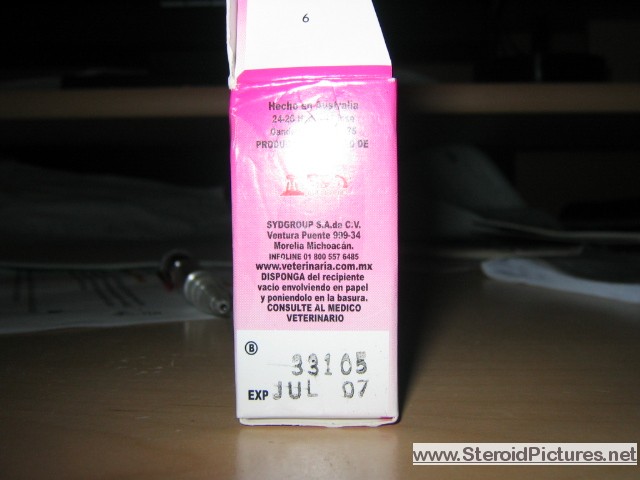 6
Hecho en Australia
SYDGROUP S.A.de C.V.
Ventura Puente 999-34
Morelia Michoacán.
INFOLINE 01 800 557 6485
www.veterinaria.com.mx
DISPONGA del recipiente
vacio envolviendo en papel
y poniendolo en la basura.
CONSULTE AL MEDICO
VETERINARIO
B
33105
EXP JUL 07
www.SteroidPictures.net